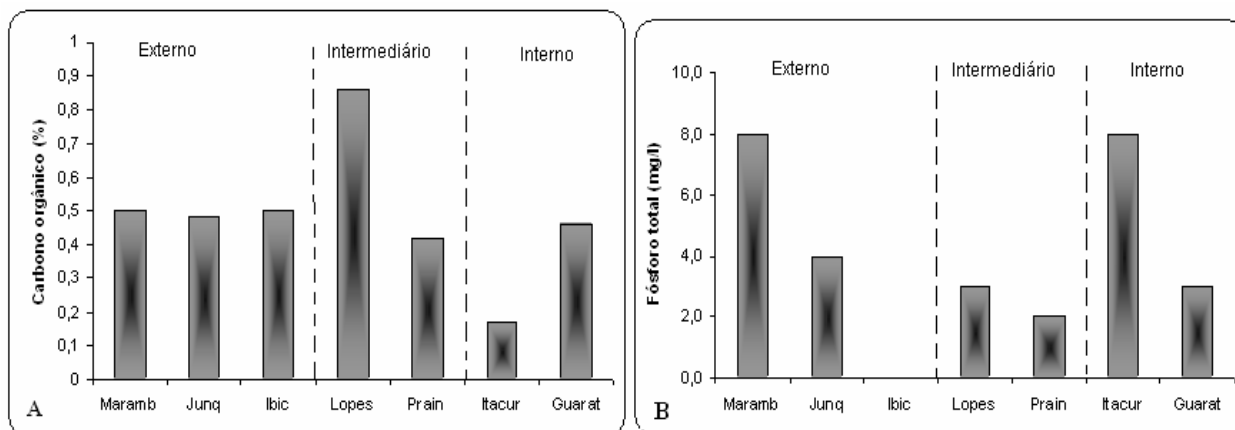 Externo Intermediário Interno
Carbono orgânico (%)
1
0,9
0,8
0,7
0,6
0,5
0,4
0,3
0,2
0,1
0
Maramb Junq Ibic Lopes Prain Itacur Guarat
A
Externo Intermediário Interno
Fósforo total (mg/l)
10,0
8,0
6,0
4,0
2,0
0,0
Maramb Junq Ibic Lopes Prain Itacur Guarat
B